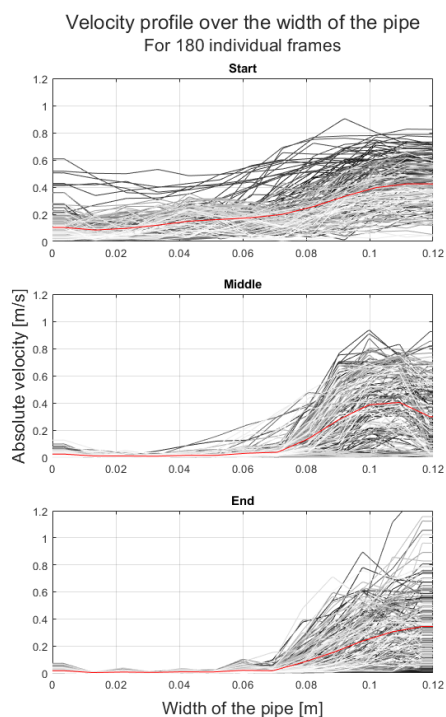 Velocity profile over the width of the pipe
For 180 individual frames
Start
1.2
1
0.8
0.6
0.4
0.2
0
0 0.02 0.04 0.06 0.08 0.1 0.12
Absolute velocity [m/s]
Middle
1.2
1
0.8
0.6
0.4
0.2
0
0 0.02 0.04 0.06 0.08 0.1 0.12
End
1.2
1
0.8
0.6
0.4
0.2
0
0 0.02 0.04 0.06 0.08 0.1 0.12
Width of the pipe [m]